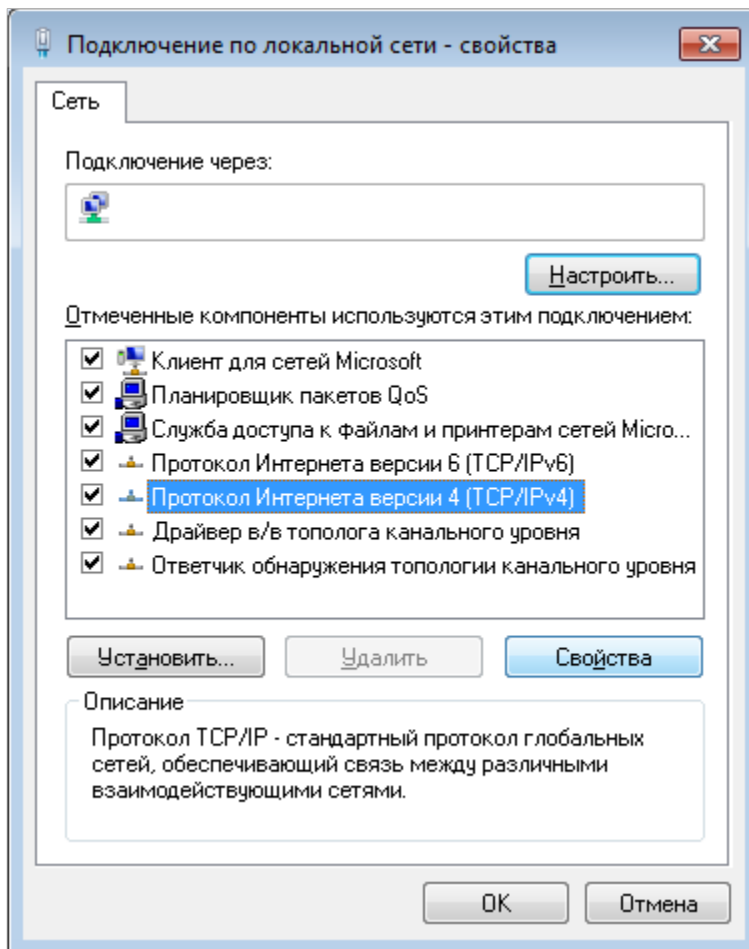 Подключение по локальной сети - свойства
Сеть
Подключение через:
Настроить...
Отмеченные компоненты используются этим подключением:
Клиент для сетей Microsoft
Планировщик пакетов QoS
Служба доступа к файлам и принтерам сетей Micro...
Протокол Интернета версии 6 (TCP/IPv6)
Протокол Интернета версии 4 (TCP/IPv4)
Драйвер в/в тополога канального уровня
Ответчик обнаружения топологии канального уровня
Установить... Удалить Свойства
Описание
Протокол TCP/IP - стандартный протокол глобальных
сетей, обеспечивающий связь между различными
взаимодействующими сетями.
OK Отмена